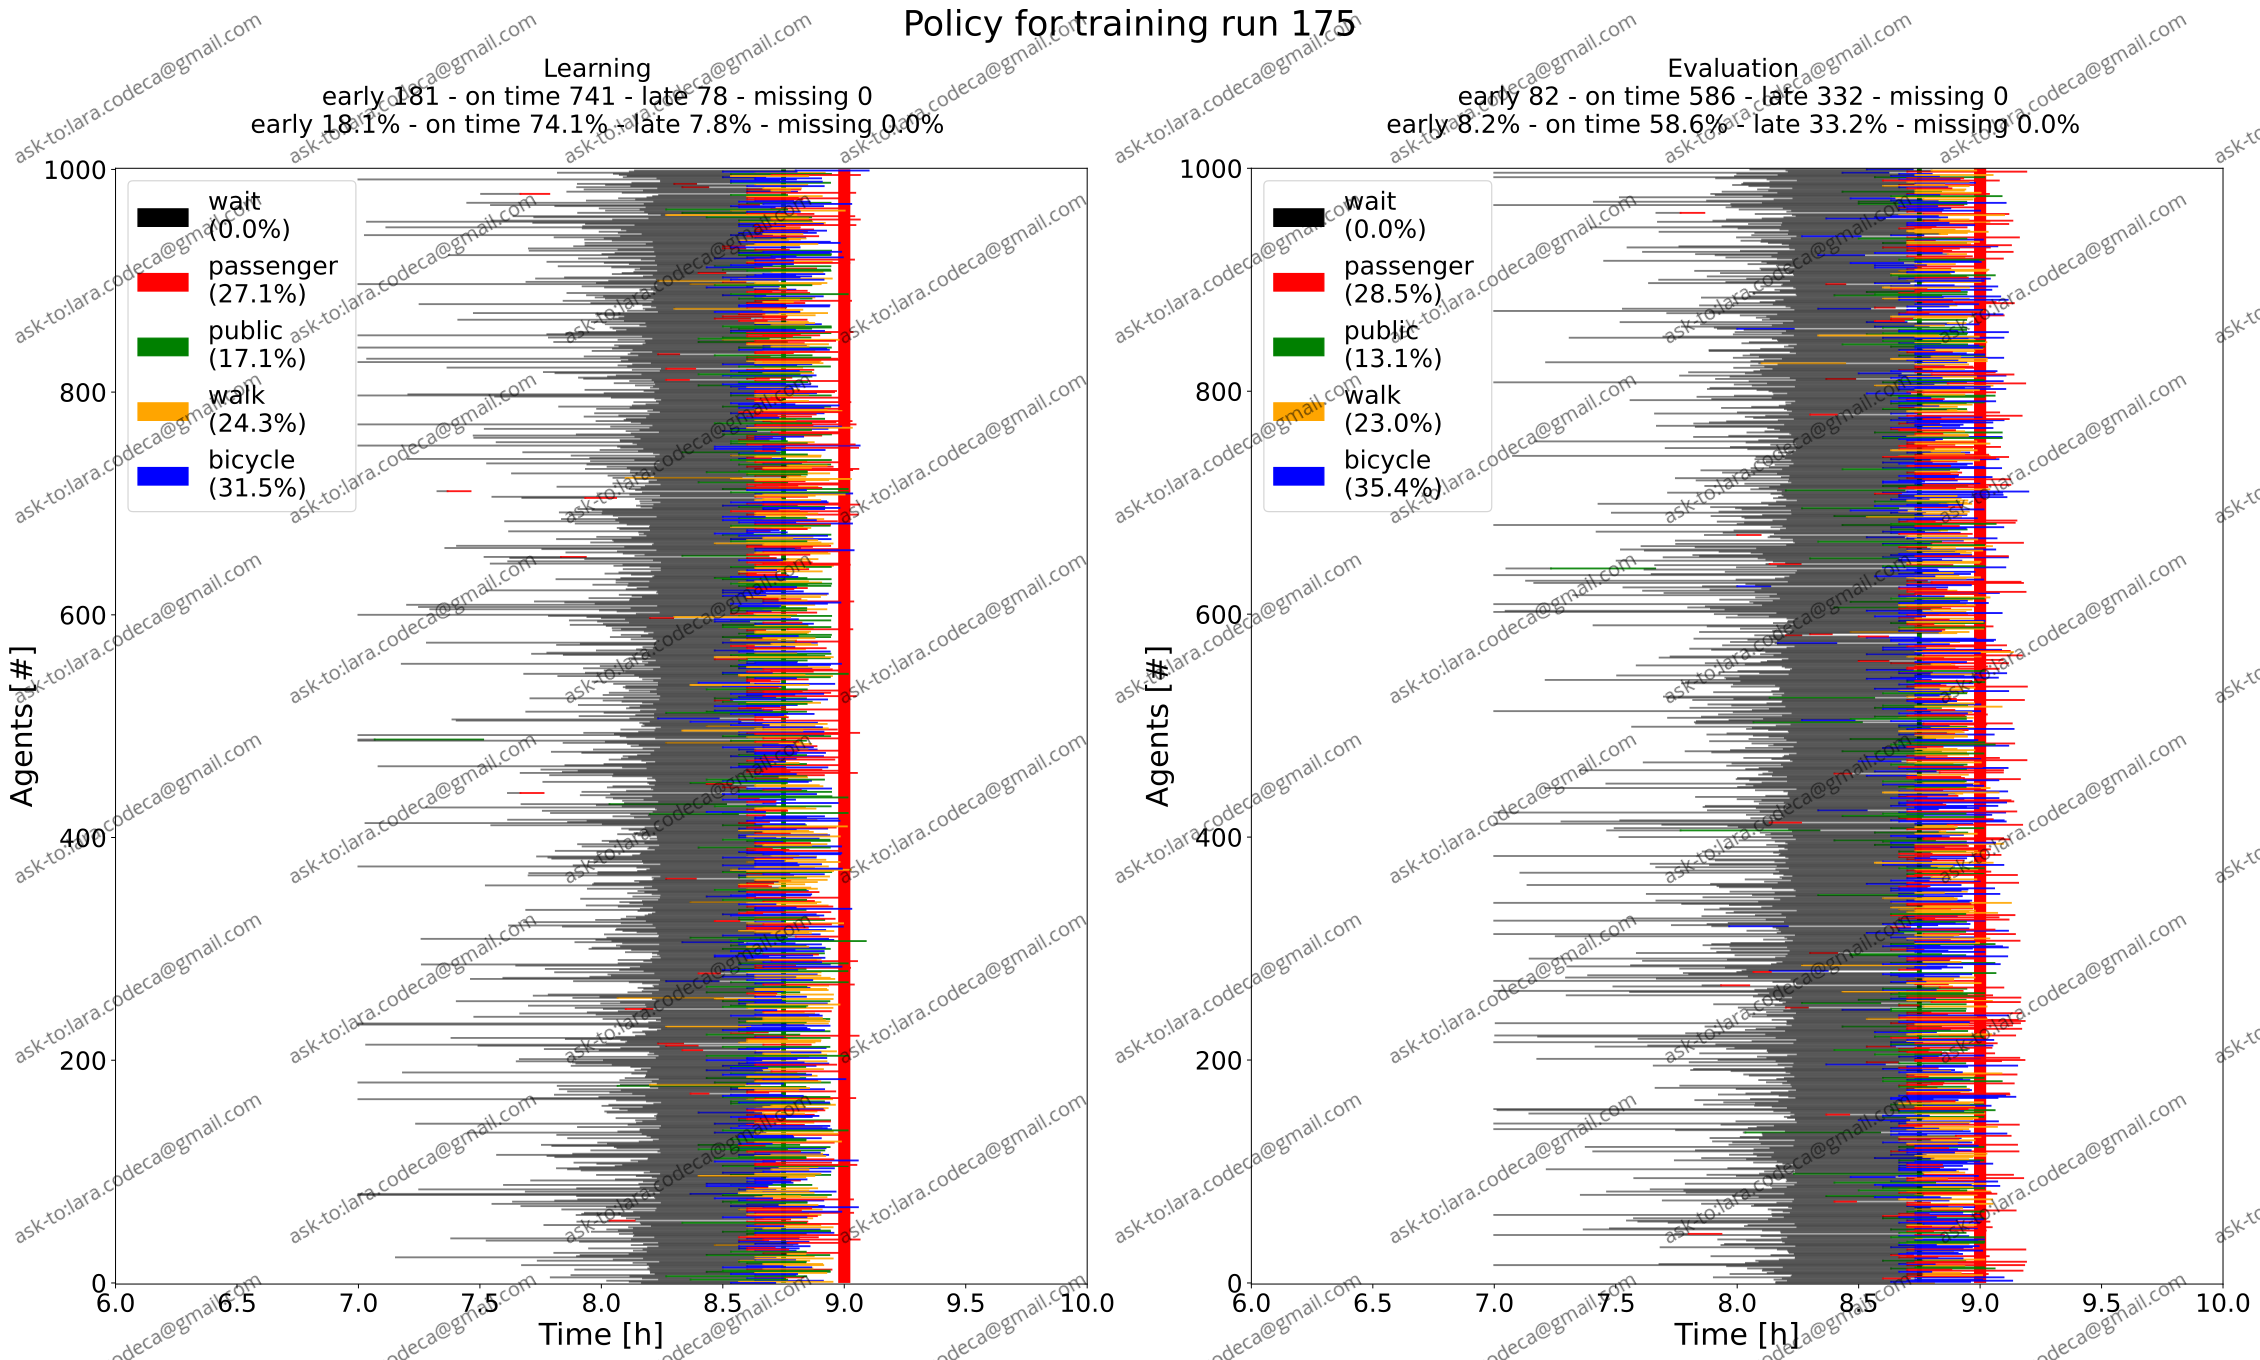 Policy for training run 175
Learning
early 181 - on time 741 - late 78 - missing 0
early 18.1% - on time 74.1% - late 7.8% - missing 0.0%
1000
800
600
400
200
0
Agents [#]
wait
(0.0%)
passenger
(27.1%)
public
(17.1%)
walk
(24.3%)
bicycle
(31.5%)
6.0 6.5 7.0 7.5 8.0 8.5 9.0 9.5 10.0
Time [h]
Evaluation
early 82 - on time 586 - late 332 - missing 0
early 8.2% - on time 58.6% - late 33.2% - missing 0.0%
1000
800
600
400
200
0
Agents [#]
wait
(0.0%)
passenger
(28.5%)
public
(13.1%)
walk
(23.0%)
bicycle
(35.4%)
6.0 6.5 7.0 7.5 8.0 8.5 9.0 9.5 10.0
Time [h]
ask-to:lara.codeca@gmail.com